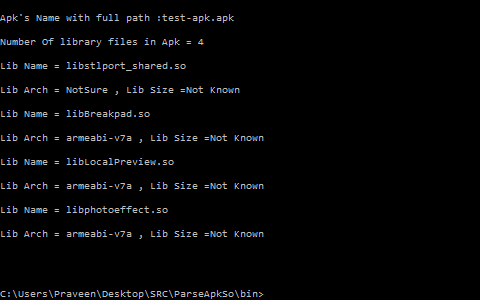 Apk's Name with full path :test-apk.apk
Number Of library files in Apk = 4
Lib Name = libstlport_shared.so
Lib Arch = NotSure , Lib Size =Not Known
Lib Name = libBreakpad.so
Lib Arch = armeabi-v7a , Lib Size =Not Known
Lib Name = libLocalPreview.so
Lib Arch = armeabi-v7a , Lib Size =Not Known
Lib Name = libphotoeffect.so
Lib Arch = armeabi-v7a , Lib Size =Not Known
C:\Users\Praveen\Desktop\SRC\ParseApkSo\bin>